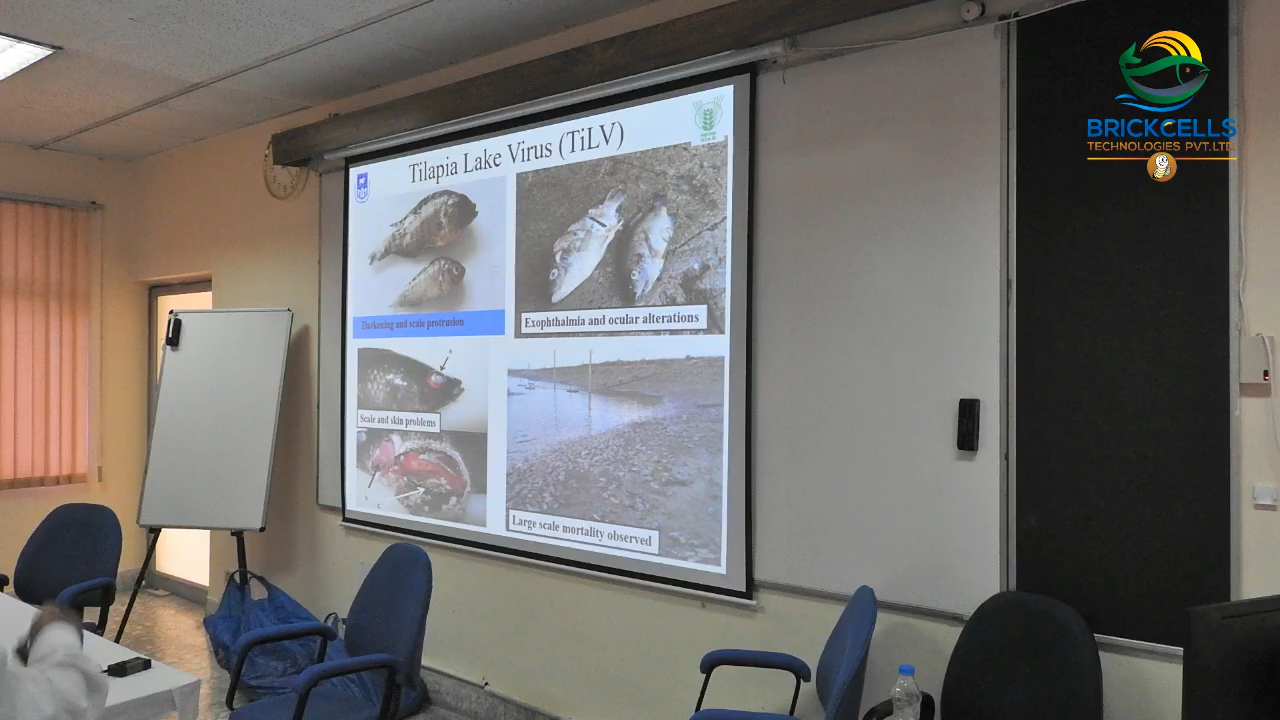 BRICKCELLS
TECHNOLOGIES PVT.LTD.
Tilapia Lake Virus (TiLV)
Darkening and scale protrusion
Exophthalmia and ocular alterations
Scale and skin problems
Large scale mortality observed